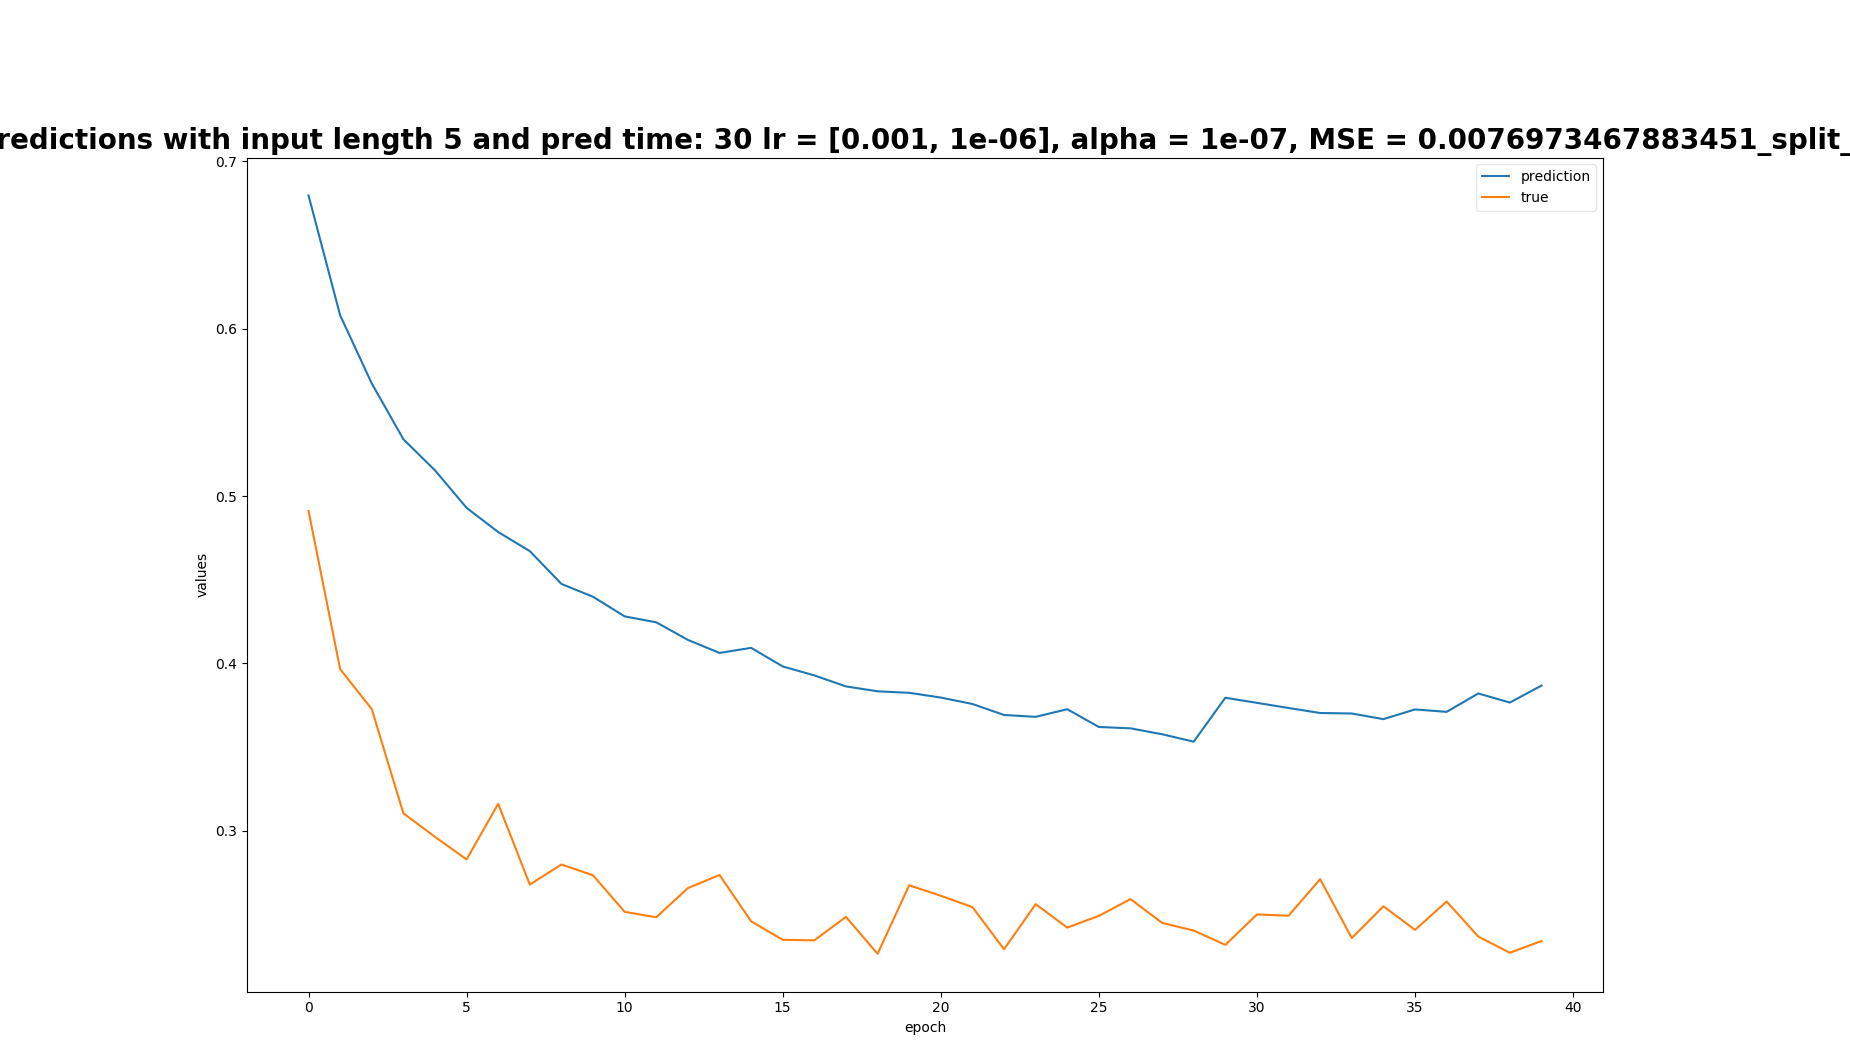 redictions with input length 5 and pred time: 30 lr = [0.001, 1e-06], alpha = 1e-07, MSE = 0.0076973467883451_split_
prediction
true
0.7
0.6
0.5
0.4
0.3
values
0 5 10 15 20 25 30 35 40
epoch